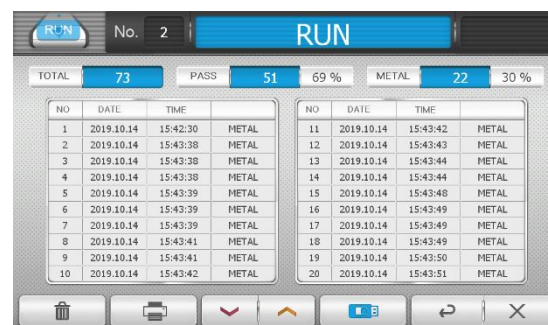 RUN No. 2 RUN
TOTAL 73 PASS 51 69 % METAL 22 30 %
NO DATE TIME NO DATE TIME
1 2019.10.14 15:42:30 METAL 11 2019.10.14 15:43:42 METAL
2 2019.10.14 15:43:38 METAL 12 2019.10.14 15:43:43 METAL
3 2019.10.14 15:43:38 METAL 13 2019.10.14 15:43:44 METAL
4 2019.10.14 15:43:38 METAL 14 2019.10.14 15:43:44 METAL
5 2019.10.14 15:43:39 METAL 15 2019.10.14 15:43:48 METAL
6 2019.10.14 15:43:39 METAL 16 2019.10.14 15:43:49 METAL
7 2019.10.14 15:43:39 METAL 17 2019.10.14 15:43:49 METAL
8 2019.10.14 15:43:41 METAL 18 2019.10.14 15:43:49 METAL
9 2019.10.14 15:43:41 METAL 19 2019.10.14 15:43:50 METAL
10 2019.10.14 15:43:42 METAL 20 2019.10.14 15:43:51 METAL